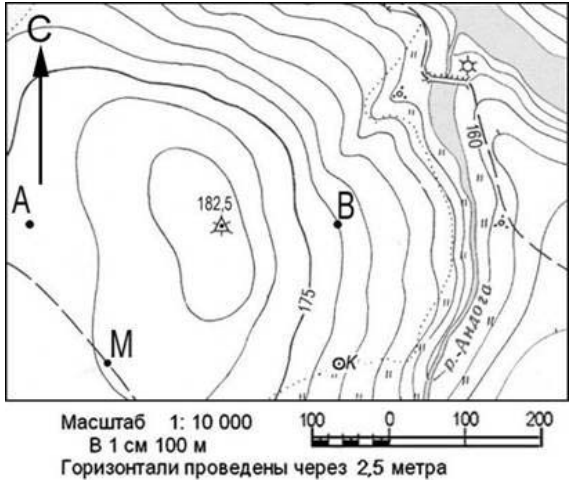 С
А
182,5
В
160
175
М
К
р. Андога
Масштаб 1: 10 000
В 1 см 100 м
100 0 100 200
Горизонтали проведены через 2,5 метра